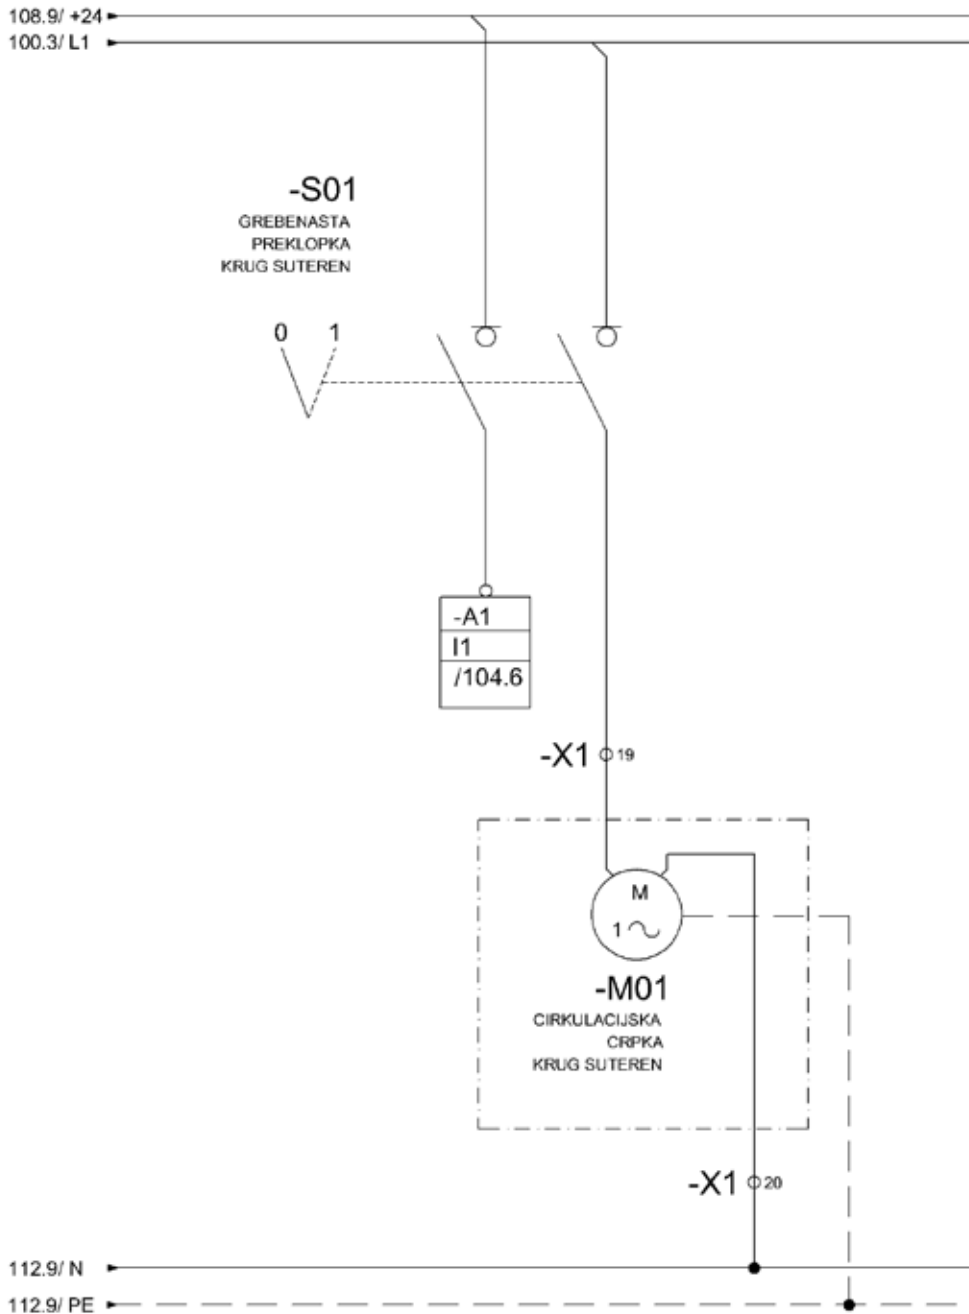 108.9/ +24
100.3/ L1
-S01
GREBENASTA
PREKLOPKA
KRUG SUTEREN
0 1
-A1
I1
/104.6
-X1 19
M
1
-M01
CIRKULACIJSKA
CRPKA
KRUG SUTEREN
-X1 20
112.9/ N
112.9/ PE